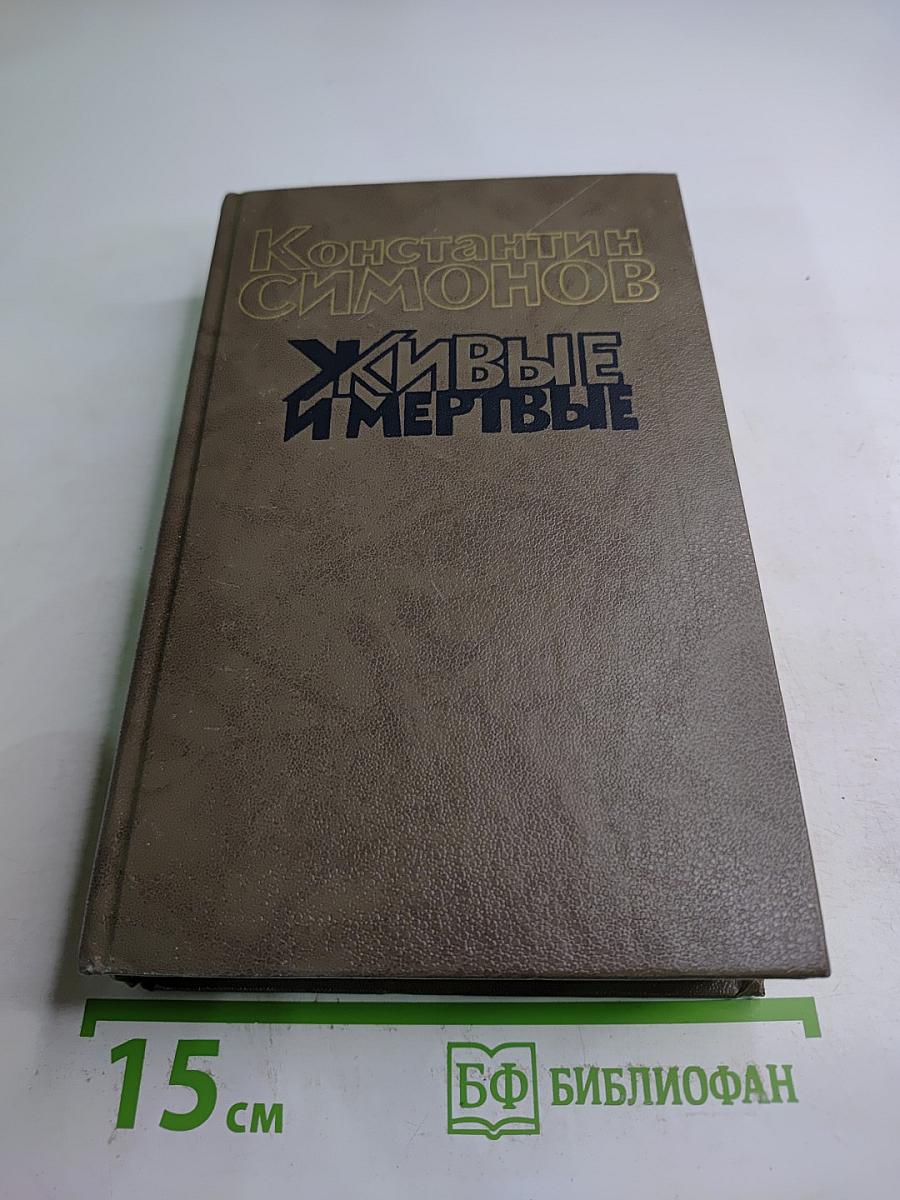 Константин
СИМОНОВ
ЖИВЫЕ
И МЕРТВЫЕ
15 см
БФ БИБЛИОФАН